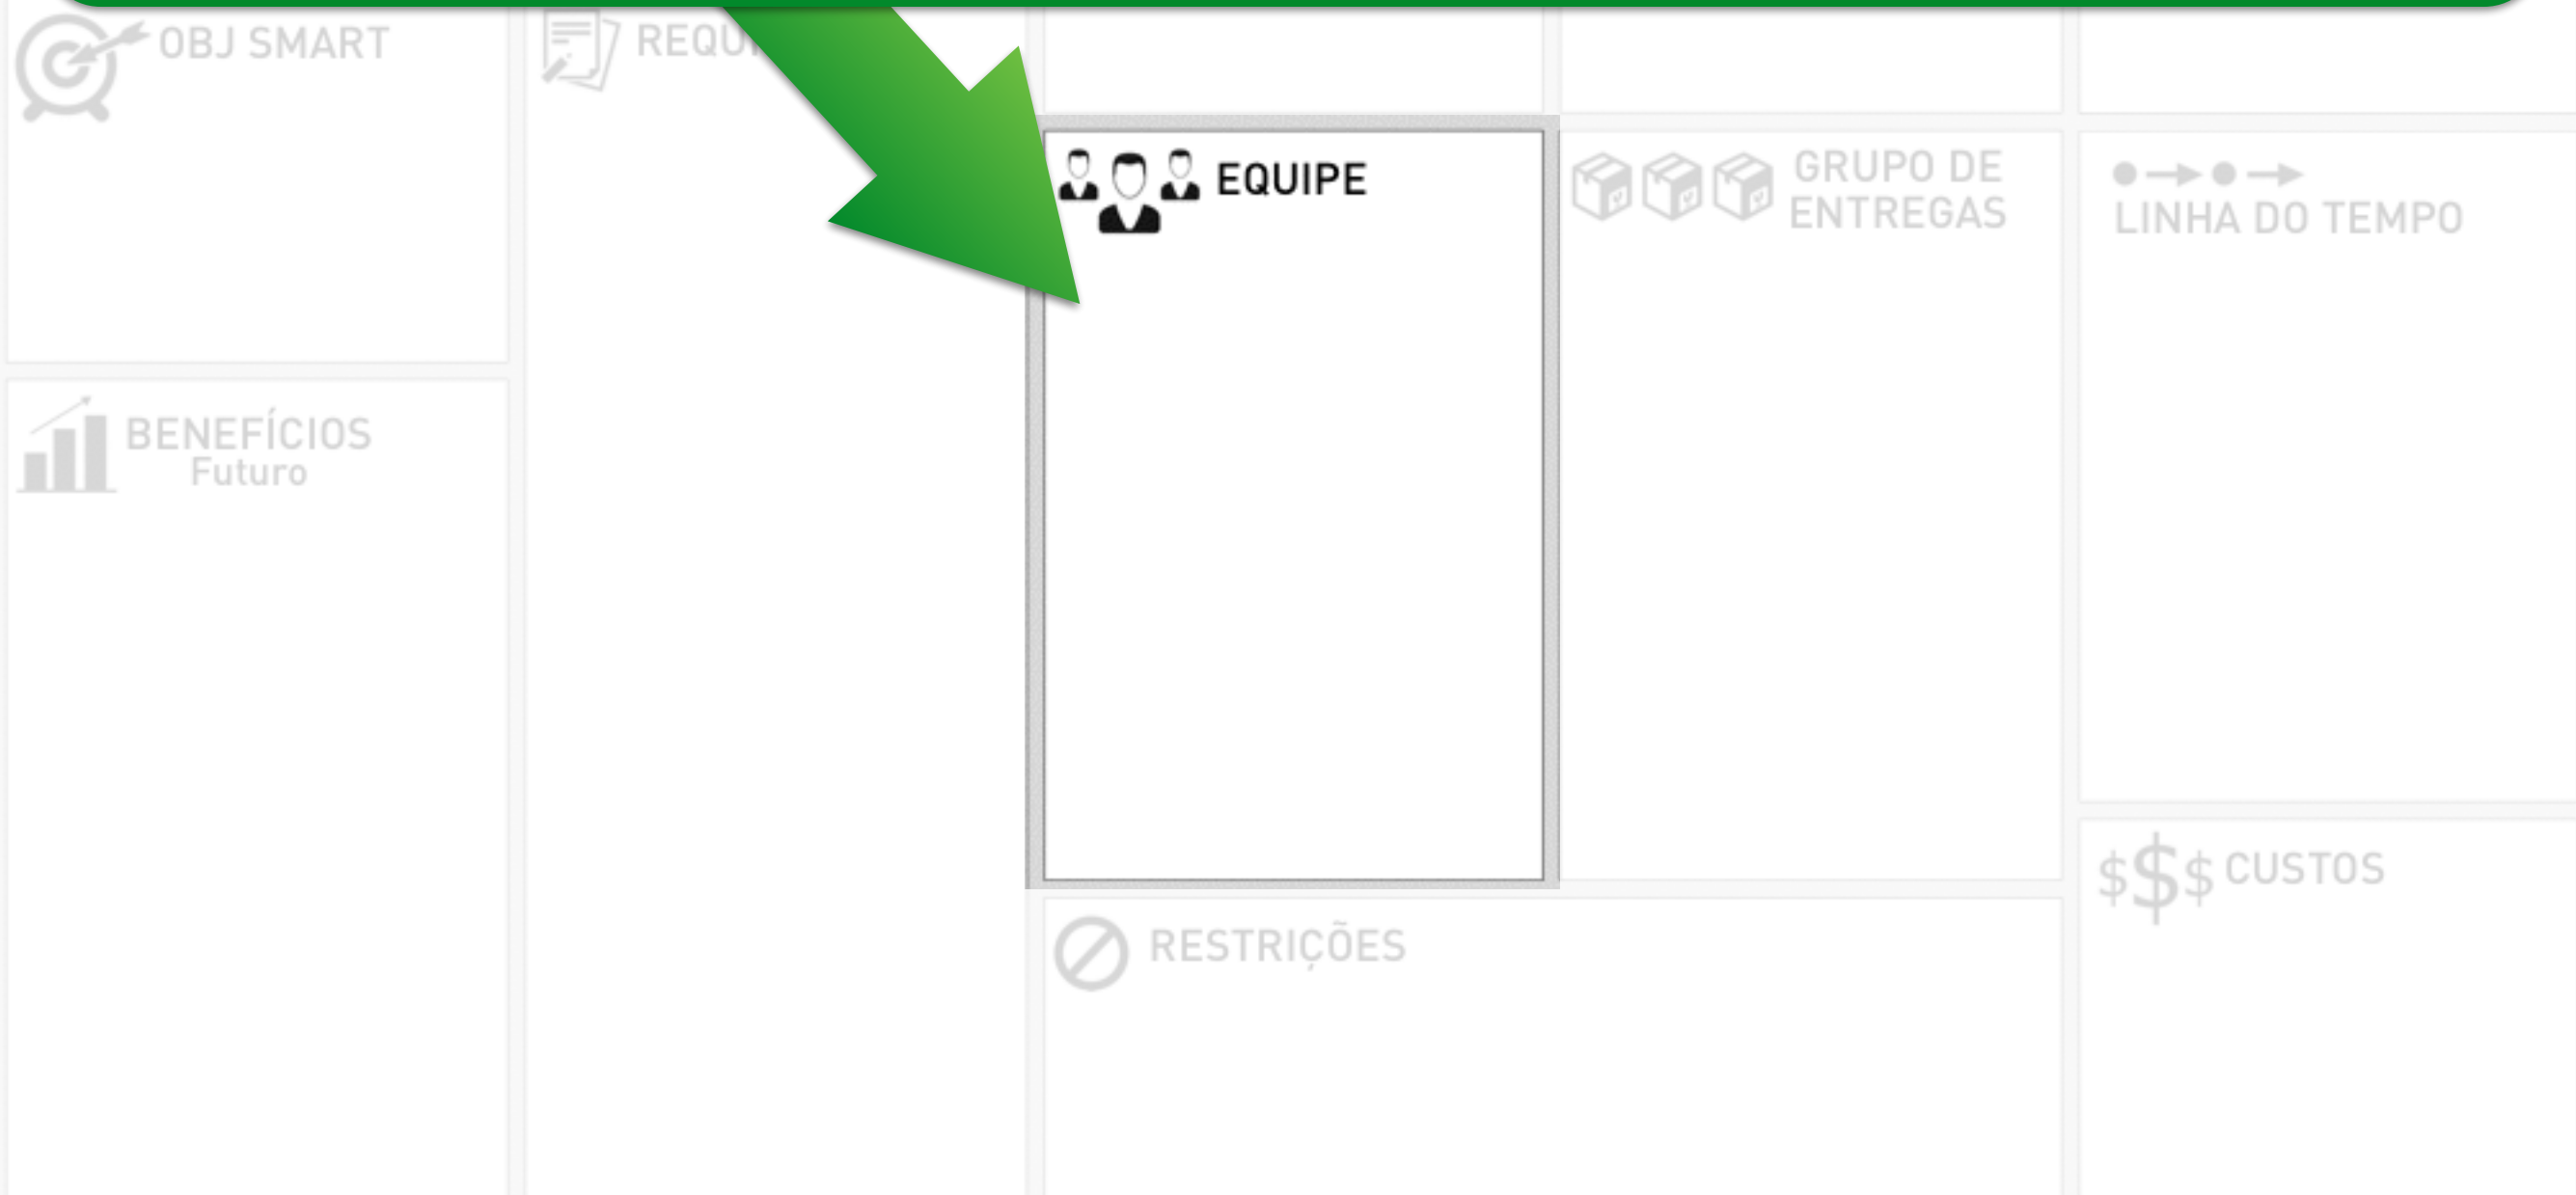 OBJ SMART
BENEFÍCIOS
Futuro
EQUIPE
GRUPO DE
ENTREGAS
RESTRIÇÕES
LINHA DO TEMPO
$$$ CUSTOS